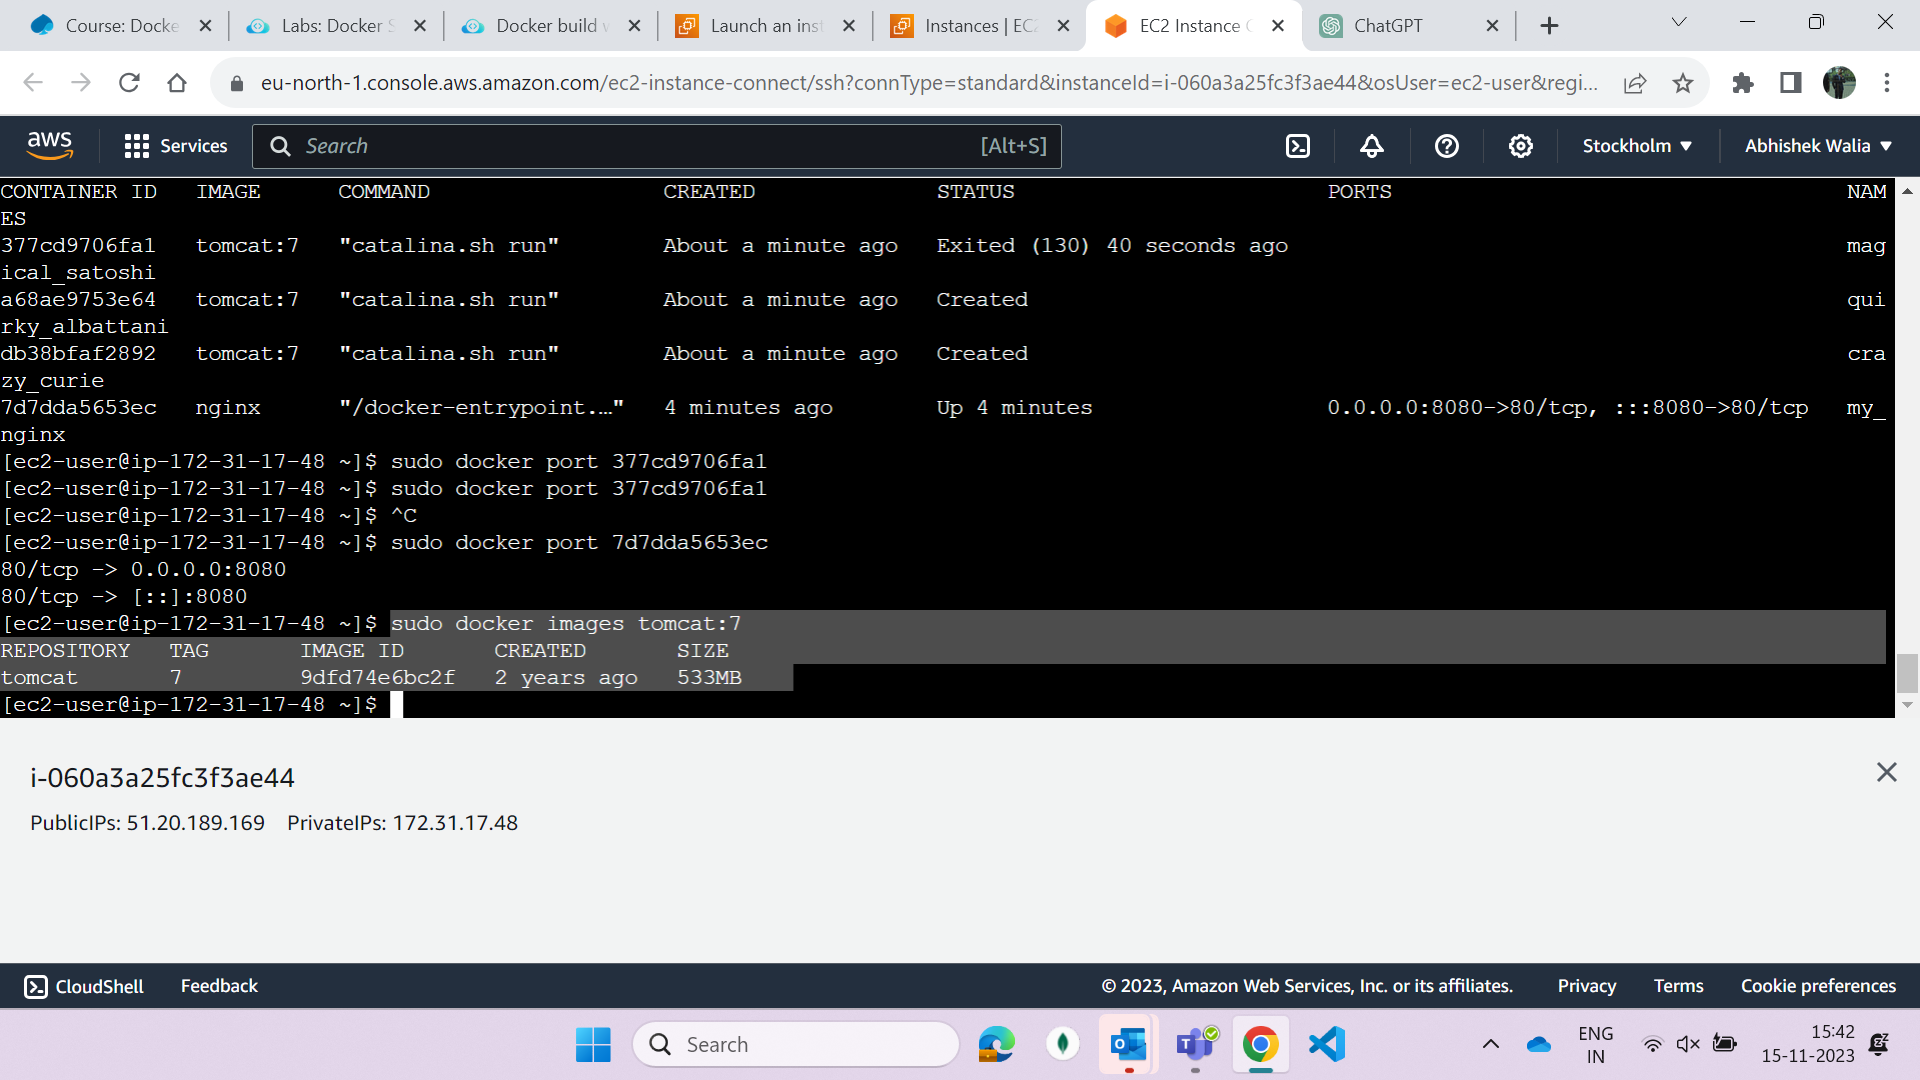 Course: Docke
Labs: Docker S
Docker build w
Launch an inst
Instances | EC2
EC2 Instance C
ChatGPT
eu-north-1.console.aws.amazon.com/ec2-instance-connect/ssh?connType=standard&instanceId=i-060a3a25fc3f3ae44&osUser=ec2-user&regi...
aws Services Search [Alt+S] Stockholm ▼ Abhishek Walia ▼
CONTAINER ID IMAGE COMMAND CREATED STATUS PORTS NAM
ES
377cd9706fa1 tomcat:7 "catalina.sh run" About a minute ago Exited (130) 40 seconds ago mag
ical_satoshi
a68ae9753e64 tomcat:7 "catalina.sh run" About a minute ago Created qui
rky_albattani
db38bfaf2892 tomcat:7 "catalina.sh run" About a minute ago Created cra
zy_curie
7d7dda5653ec nginx "/docker-entrypoint.…" 4 minutes ago Up 4 minutes 0.0.0.0:8080->80/tcp, :::8080->80/tcp my_
nginx
[ec2-user@ip-172-31-17-48 ~]$ sudo docker port 377cd9706fa1
[ec2-user@ip-172-31-17-48 ~]$ sudo docker port 377cd9706fa1
[ec2-user@ip-172-31-17-48 ~]$ ^C
[ec2-user@ip-172-31-17-48 ~]$ sudo docker port 7d7dda5653ec
80/tcp -> 0.0.0.0:8080
80/tcp -> [::]:8080
[ec2-user@ip-172-31-17-48 ~]$ sudo docker images tomcat:7
REPOSITORY TAG IMAGE ID CREATED SIZE
tomcat 7 9dfd74e6bc2f 2 years ago 533MB
[ec2-user@ip-172-31-17-48 ~]$
i-060a3a25fc3f3ae44
PublicIPs: 51.20.189.169 PrivateIPs: 172.31.17.48
CloudShell Feedback © 2023, Amazon Web Services, Inc. or its affiliates. Privacy Terms Cookie preferences
Search
ENG
IN
15:42
15-11-2023